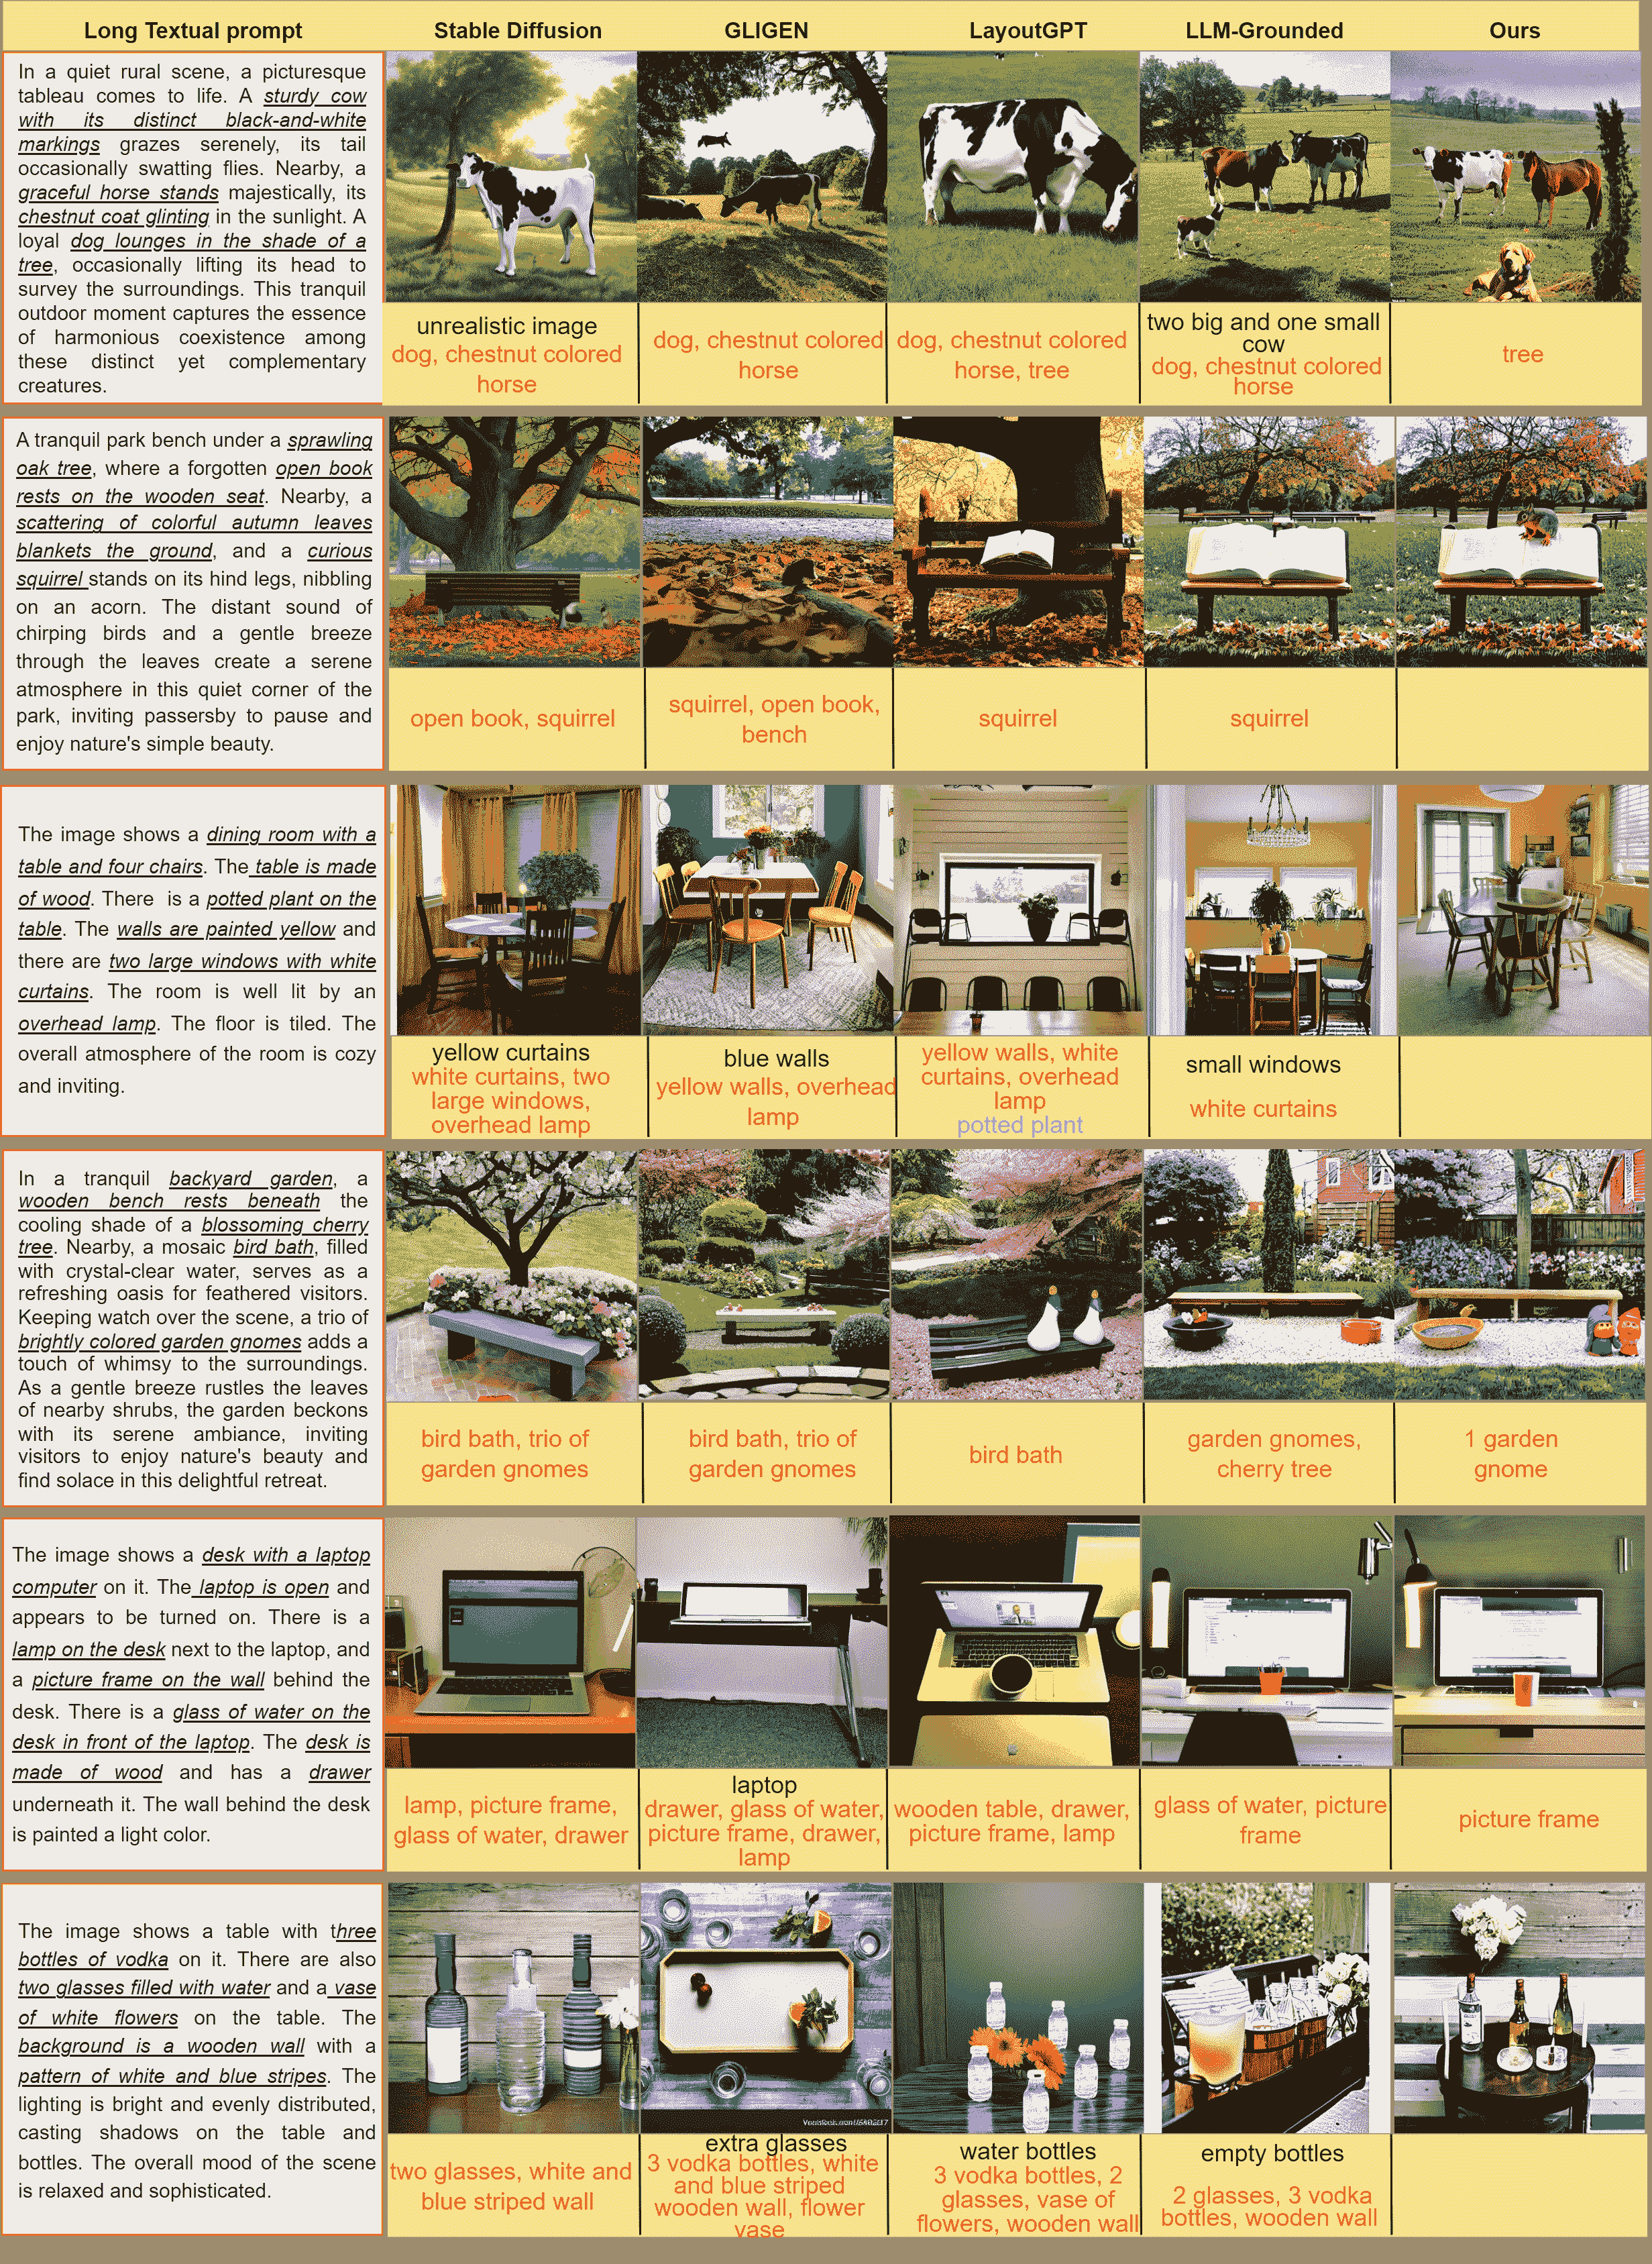 Long Textual prompt
Stable Diffusion
GLIGEN
LayoutGPT
LLM-Grounded
Ours
In a quiet rural scene, a picturesque
tableau comes to life. A sturdy cow
with its distinct black-and-white
markings grazes serenely, its tail
occasionally swatting flies. Nearby, a
graceful horse stands majestically, its
chestnut coat glinting in the sunlight. A
loyal dog lounges in the shade of a
tree, occasionally lifting its head to
survey the surroundings. This tranquil
outdoor moment captures the essence
of harmonious coexistence among
these distinct yet complementary
creatures.
unrealistic image
dog, chestnut colored
horse
dog, chestnut colored
horse
dog, chestnut colored
horse, tree
two big and one small
cow
dog, chestnut colored
horse
tree
A tranquil park bench under a sprawling
oak tree, where a forgotten open book
rests on the wooden seat. Nearby, a
scattering of colorful autumn leaves
blankets the ground, and a curious
squirrel stands on its hind legs, nibbling
on an acorn. The distant sound of
chirping birds and a gentle breeze
through the leaves create a serene
atmosphere in this quiet corner of the
park, inviting passersby to pause and
enjoy nature's simple beauty.
open book, squirrel
squirrel, open book,
bench
squirrel
squirrel
The image shows a dining room with a
table and four chairs. The table is made
of wood. There is a potted plant on the
table. The walls are painted yellow and
there are two large windows with white
curtains. The room is well lit by an
overhead lamp. The floor is tiled. The
overall atmosphere of the room is cozy
and inviting.
yellow curtains
white curtains, two
large windows,
overhead lamp
blue walls
yellow walls, overhead
lamp
yellow walls, white
curtains, overhead
lamp
potted plant
small windows
white curtains
In a tranquil backyard garden, a
wooden bench rests beneath the
cooling shade of a blossoming cherry
tree. Nearby, a mosaic bird bath, filled
with crystal-clear water, serves as a
refreshing oasis for feathered visitors.
Keeping watch over the scene, a trio of
brightly colored garden gnomes adds a
touch of whimsy to the surroundings.
As a gentle breeze rustles the leaves
of nearby shrubs, the garden beckons
with its serene ambiance, inviting
visitors to enjoy nature's beauty and
find solace in this delightful retreat.
bird bath, trio of
garden gnomes
bird bath, trio of
garden gnomes
bird bath
garden gnomes,
cherry tree
1 garden
gnome
The image shows a desk with a laptop
computer on it. The laptop is open and
appears to be turned on. There is a
lamp on the desk next to the laptop, and
a picture frame on the wall behind the
desk. There is a glass of water on the
desk in front of the laptop. The desk is
made of wood and has a drawer
underneath it. The wall behind the desk
is painted a light color.
lamp, picture frame,
glass of water, drawer
laptop
drawer, glass of water,
picture frame, drawer,
lamp
wooden table, drawer,
picture frame, lamp
glass of water, picture
frame
picture frame
The image shows a table with three
bottles of vodka on it. There are also
two glasses filled with water and a vase
of white flowers on the table. The
background is a wooden wall with a
pattern of white and blue stripes. The
lighting is bright and evenly distributed,
casting shadows on the table and
bottles. The overall mood of the scene
is relaxed and sophisticated.
two glasses, white and
blue striped wall
extra glasses
3 vodka bottles, white
and blue striped
wooden wall, flower
vase
water bottles
3 vodka bottles, 2
glasses, vase of
flowers, wooden wall
empty bottles
2 glasses, 3 vodka
bottles, wooden wall